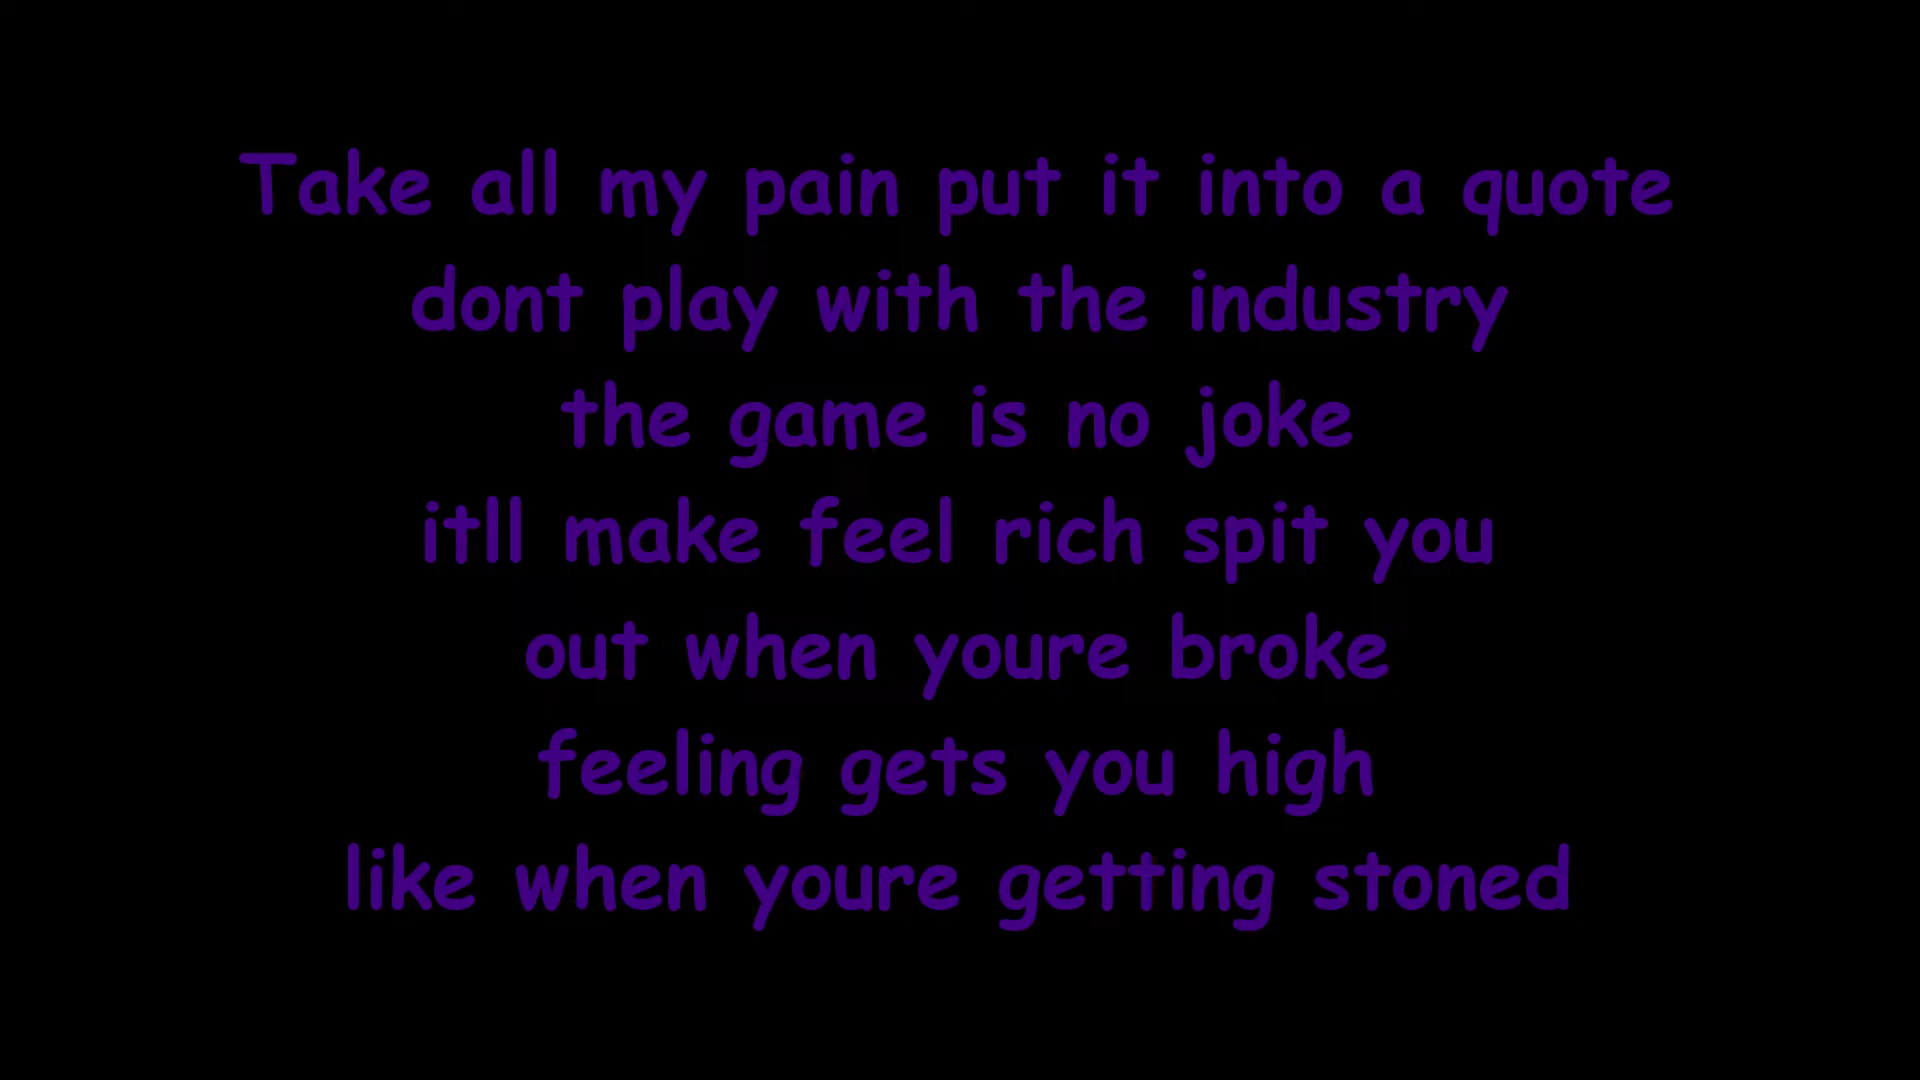 Take all my pain put it into a quote
dont play with the industry
the game is no joke
itll make feel rich spit you
out when youre broke
feeling gets you high
like when youre getting stoned